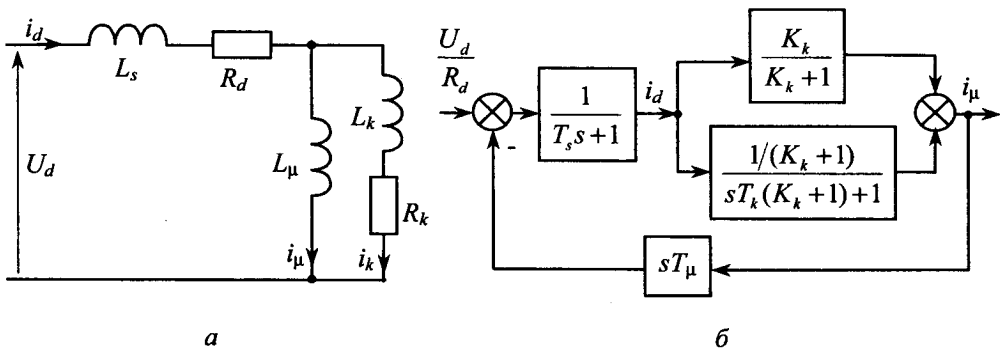 i_d
L_s
R_d
U_d
L_μ
L_k
R_k
i_μ
i_k
а
U_d
R_d
-
1
T_s s + 1
i_d
K_k
K_k + 1
1/(K_k + 1)
sT_k(K_k + 1) + 1
i_μ
sT_μ
б